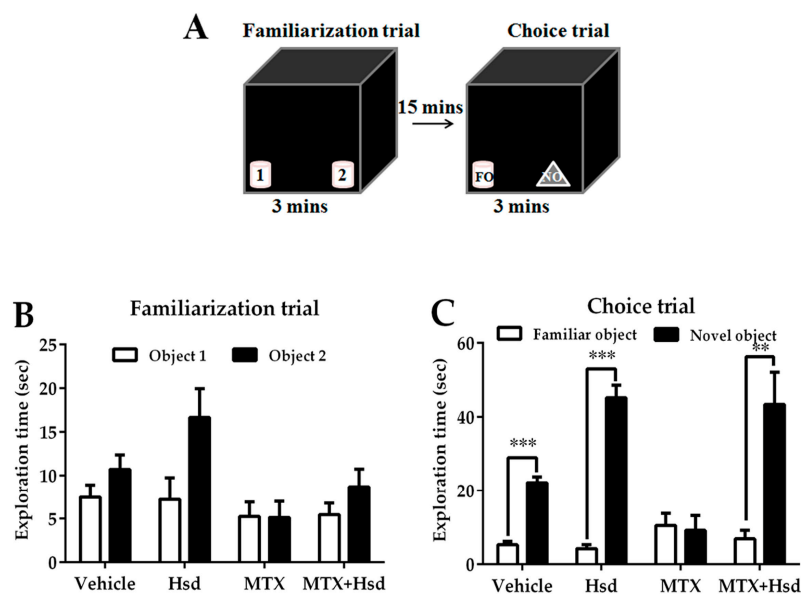 A
Familiarization trial
Choice trial
15 mins
1
2
FO
NO
3 mins
3 mins
B
Familiarization trial
Object 1
Object 2
Exploration time (sec)
25
20
15
10
5
0
Vehicle
Hsd
MTX
MTX+Hsd
C
Choice trial
Familiar object
Novel object
Exploration time (sec)
60
40
20
0
***
***
**
Vehicle
Hsd
MTX
MTX+Hsd